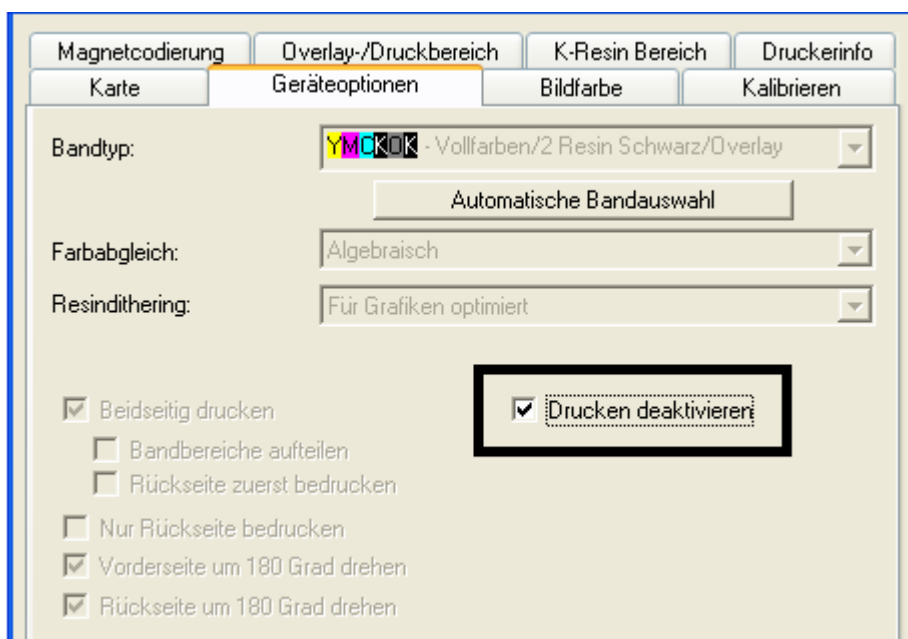 Magnetcodierung Overlay-/Druckbereich K-Resin Bereich Druckerinfo
Karte Geräteoptionen Bildfarbe Kalibrieren
Bandtyp: YMCKOK - Vollfarben/2 Resin Schwarz/Overlay
Automatische Bandauswahl
Farbabgleich: Algebraisch
Resindithering: Für Grafiken optimiert
Beidseitig drucken Drucken deaktivieren
Bandbereiche aufteilen
Rückseite zuerst bedrucken
Nur Rückseite bedrucken
Vorderseite um 180 Grad drehen
Rückseite um 180 Grad drehen